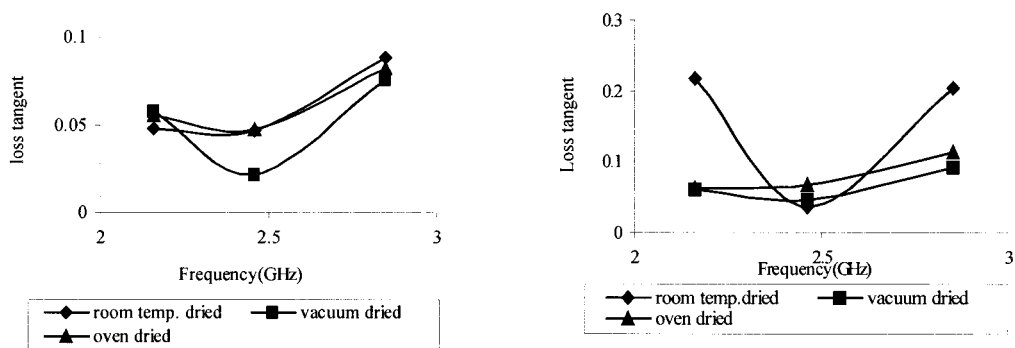 0.1
0.05
0
loss tangent
2
2.5
3
Frequency(GHz)
room temp. dried
vacuum dried
oven dried
0.3
0.2
0.1
0
Loss tangent
2
2.5
3
Frequency(GHz)
room temp.dried
vacuum dried
oven dried